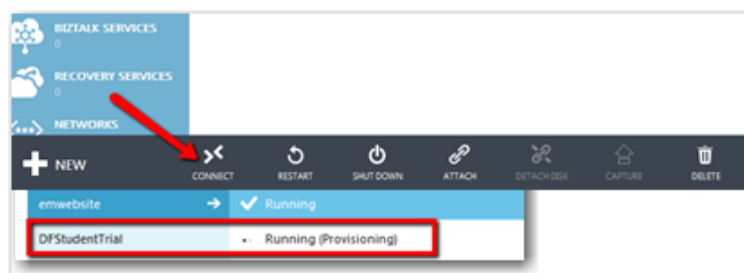 BIZTALK SERVICES
0
RECOVERY SERVICES
0
NETWORKS
NEW
CONNECT
RESTART
SHUT DOWN
ATTACH
DETACH DISK
CAPTURE
DELETE
emwebsite Running
DFStudentTrial Running (Provisioning)